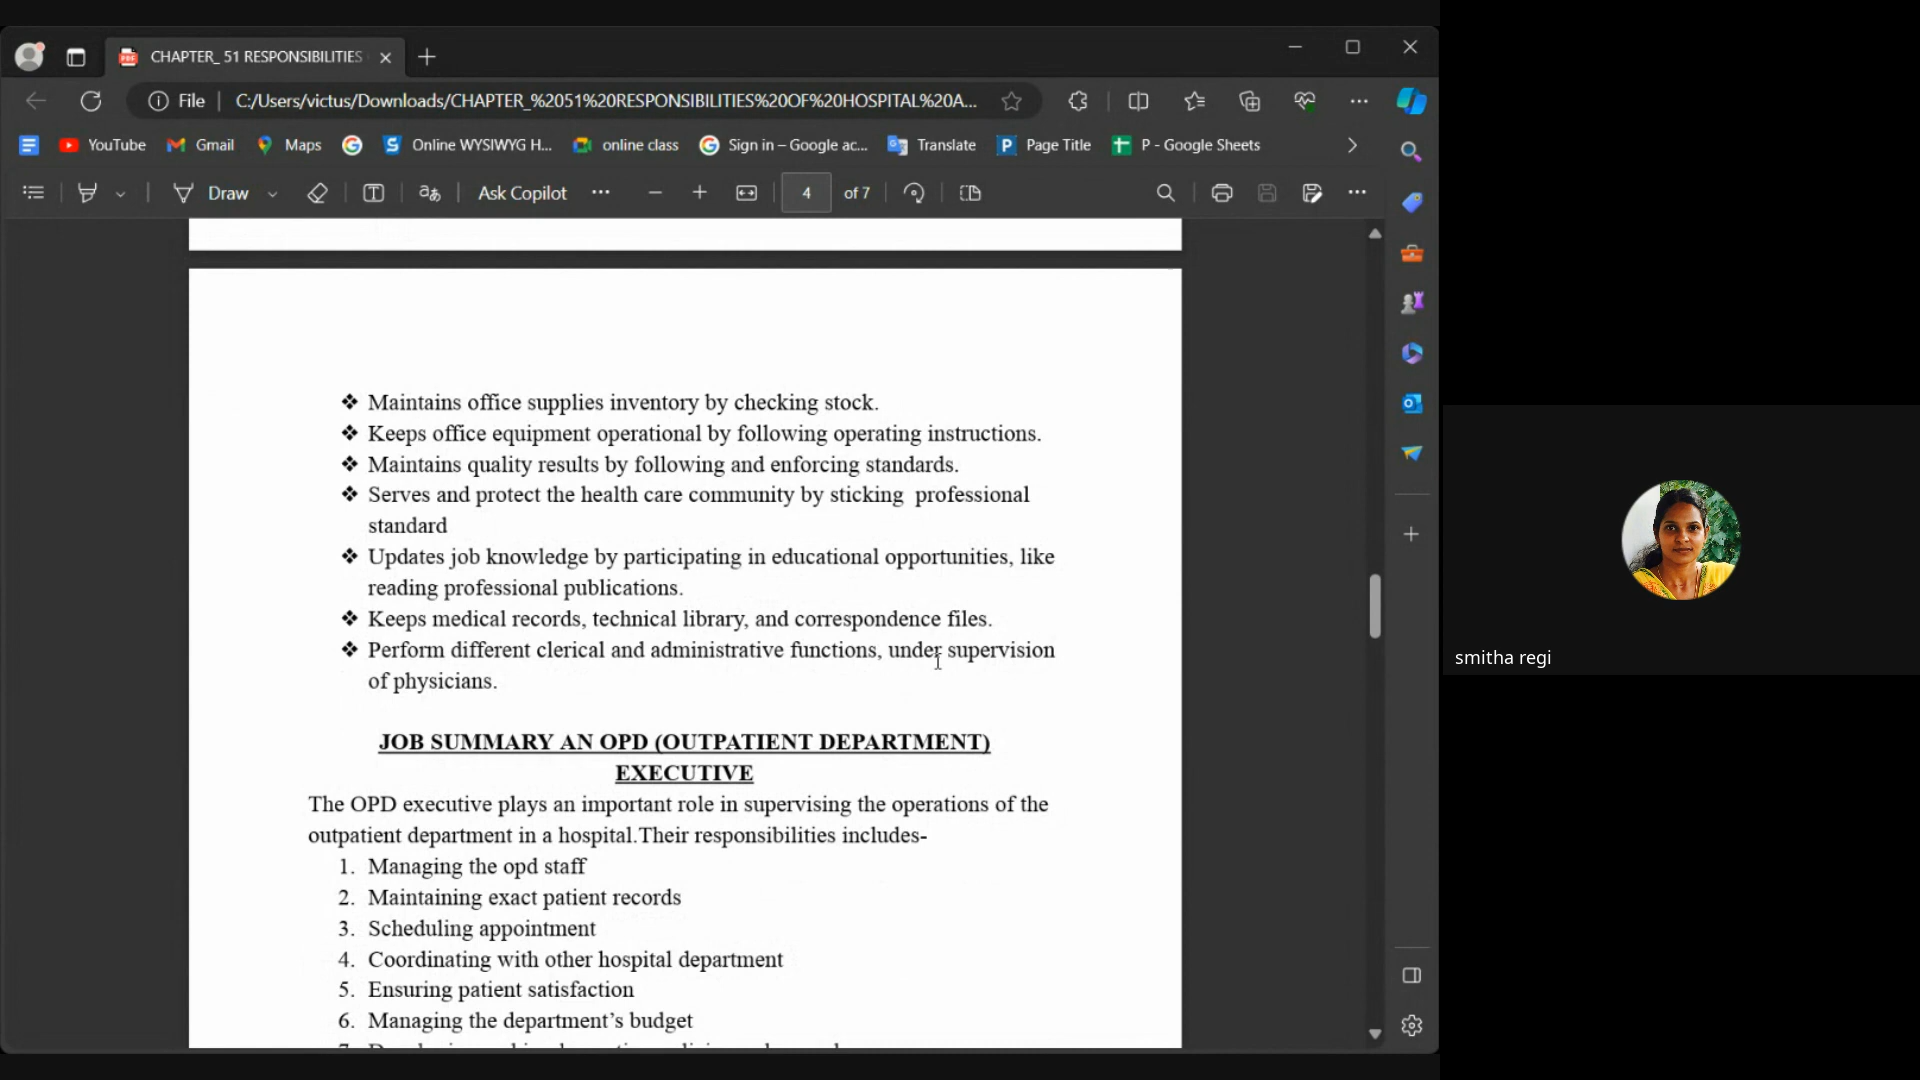 CHAPTER_ 51 RESPONSIBILITIES
File
C:/Users/victus/Downloads/CHAPTER_%2051%20RESPONSIBILITIES%20OF%20HOSPITAL%20A...
YouTube Gmail Maps Online WYSIWYG H... online class Sign in – Google ac... Translate Page Title P - Google Sheets
Draw Ask Copilot 4 of 7
❖ Maintains office supplies inventory by checking stock.
❖ Keeps office equipment operational by following operating instructions.
❖ Maintains quality results by following and enforcing standards.
❖ Serves and protect the health care community by sticking professional
standard
❖ Updates job knowledge by participating in educational opportunities, like
reading professional publications.
❖ Keeps medical records, technical library, and correspondence files.
❖ Perform different clerical and administrative functions, under supervision
of physicians.
JOB SUMMARY AN OPD (OUTPATIENT DEPARTMENT)
EXECUTIVE
The OPD executive plays an important role in supervising the operations of the
outpatient department in a hospital.Their responsibilities includes-
1. Managing the opd staff
2. Maintaining exact patient records
3. Scheduling appointment
4. Coordinating with other hospital department
5. Ensuring patient satisfaction
6. Managing the department’s budget
smitha regi